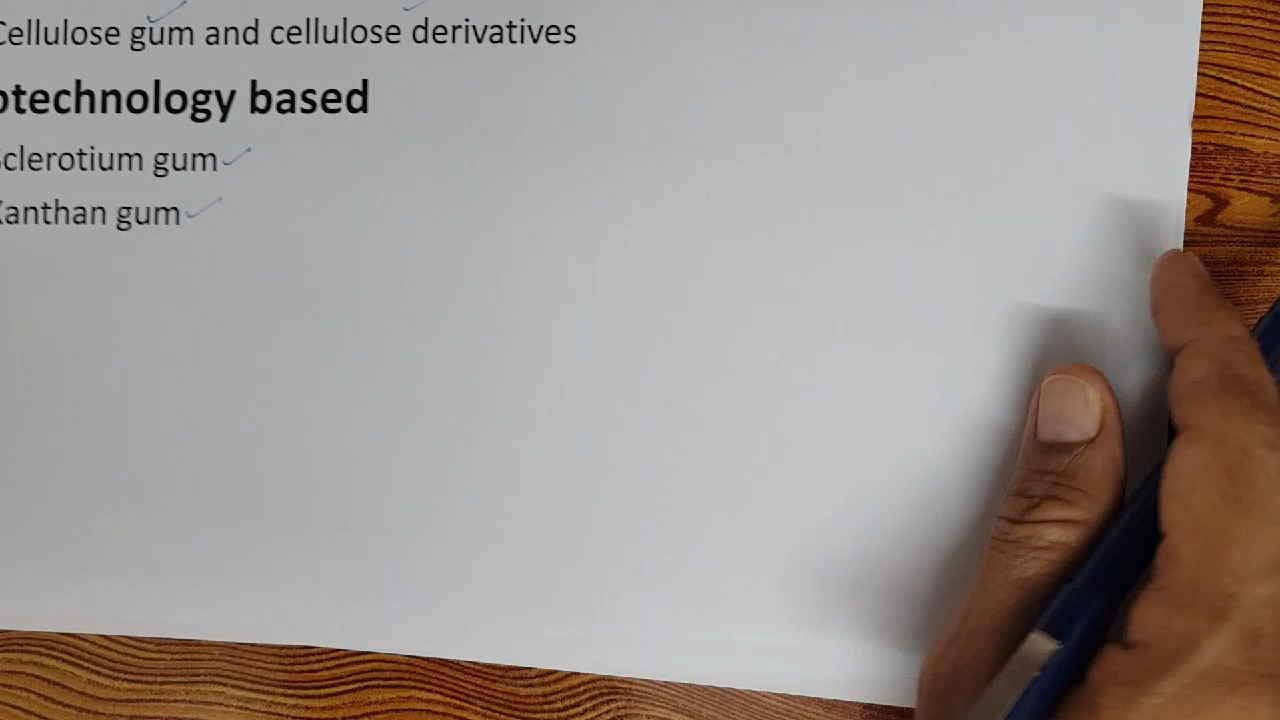 Cellulose gum and cellulose derivatives
otechnology based
Sclerotium gum
Xanthan gum